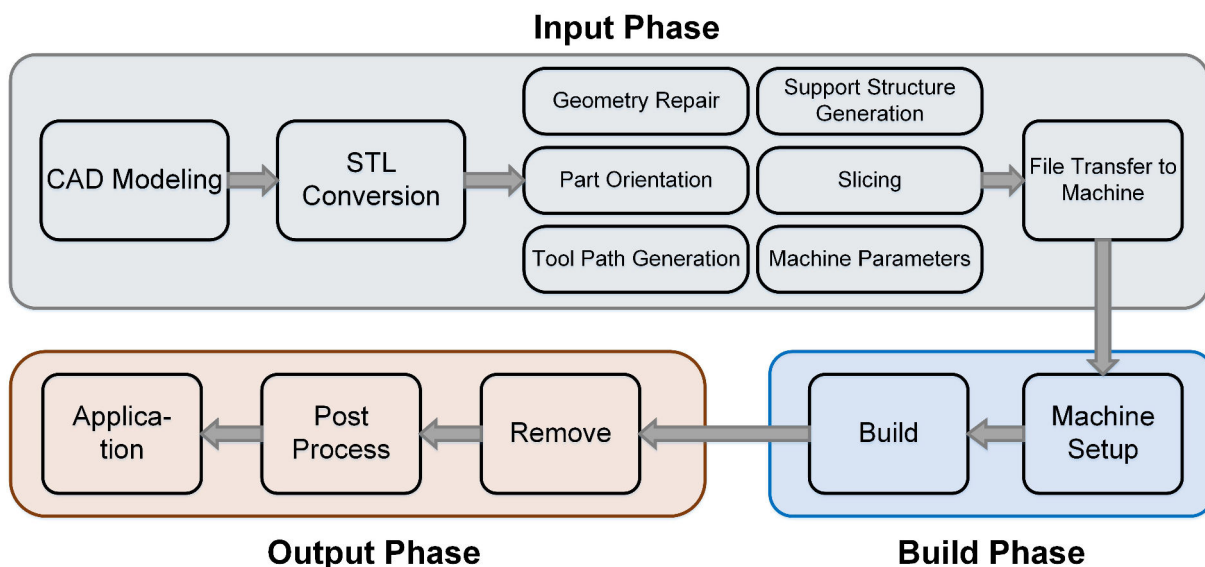 Input Phase
CAD Modeling
STL
Conversion
Geometry Repair
Support Structure
Generation
Part Orientation
Slicing
Tool Path Generation
Machine Parameters
File Transfer to
Machine
Applica-
tion
Post
Process
Remove
Build
Machine
Setup
Output Phase
Build Phase